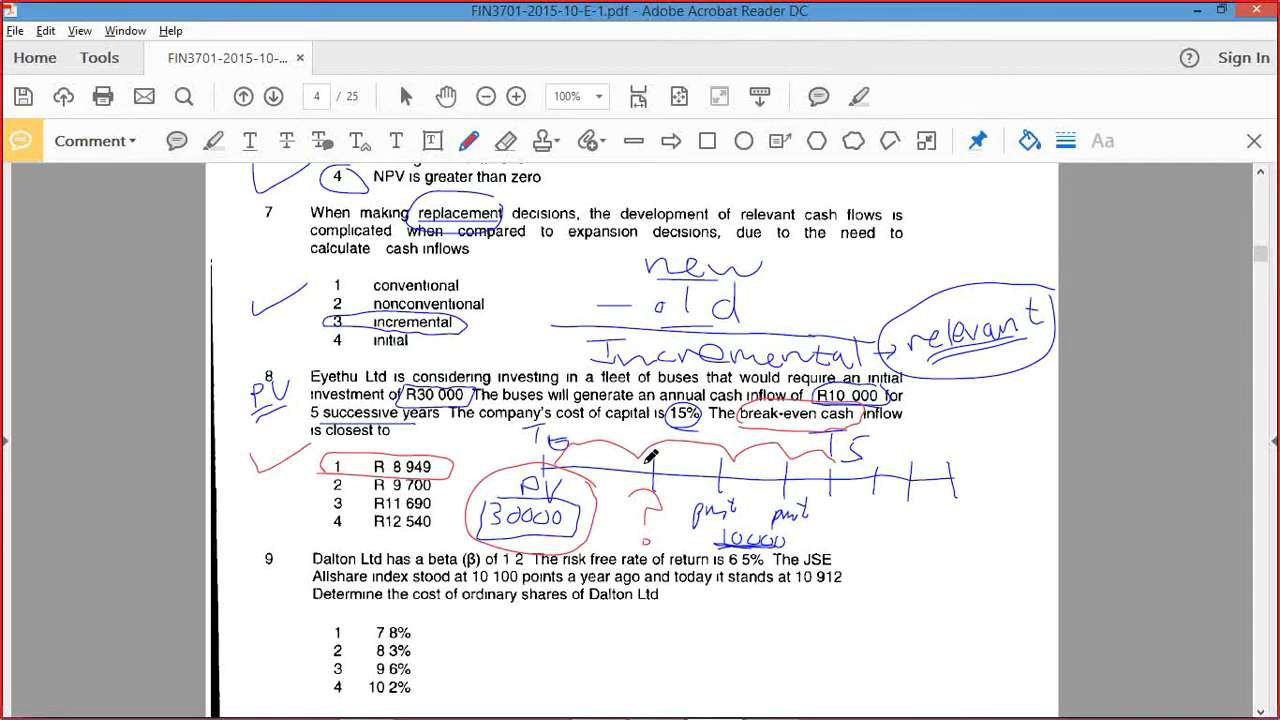 FIN3701-2015-10-E-1.pdf - Adobe Acrobat Reader DC
File Edit View Window Help
Home Tools FIN3701-2015-10-... × Sign In
4 / 25 100%
Comment Aa
4 NPV is greater than zero
7 When making replacement decisions, the development of relevant cash flows is
complicated when compared to expansion decisions, due to the need to
calculate cash inflows
new
1 conventional
2 nonconventional
- old
3 incremental
relevant
4 initial
Incremental →
8 Eyethu Ltd is considering investing in a fleet of buses that would require an initial
PV
investment of R30 000 The buses will generate an annual cash inflow of R10 000 for
5 successive years The company's cost of capital is 15% The break-even cash inflow
is closest to
T0 T5
1 R 8 949
2 R 9 700
PV
3 R11 690
4 R12 540
30000 ? pmt pmt
10000
9 Dalton Ltd has a beta (β) of 1 2 The risk free rate of return is 6 5% The JSE
Allshare index stood at 10 100 points a year ago and today it stands at 10 912
Determine the cost of ordinary shares of Dalton Ltd
1 7 8%
2 8 3%
3 9 6%
4 10 2%